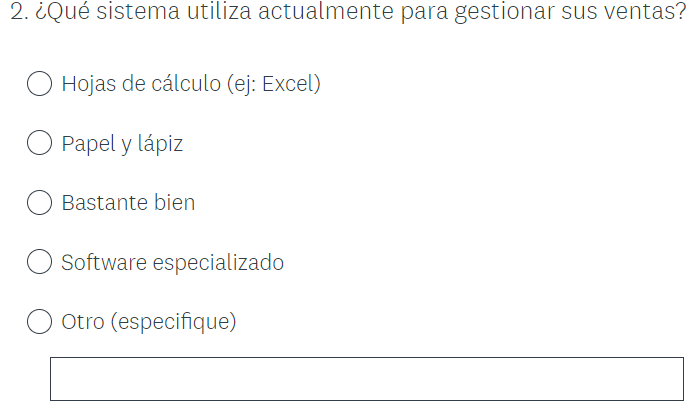 2. ¿Qué sistema utiliza actualmente para gestionar sus ventas?
Hojas de cálculo (ej: Excel)
Papel y lápiz
Bastante bien
Software especializado
Otro (especifique)